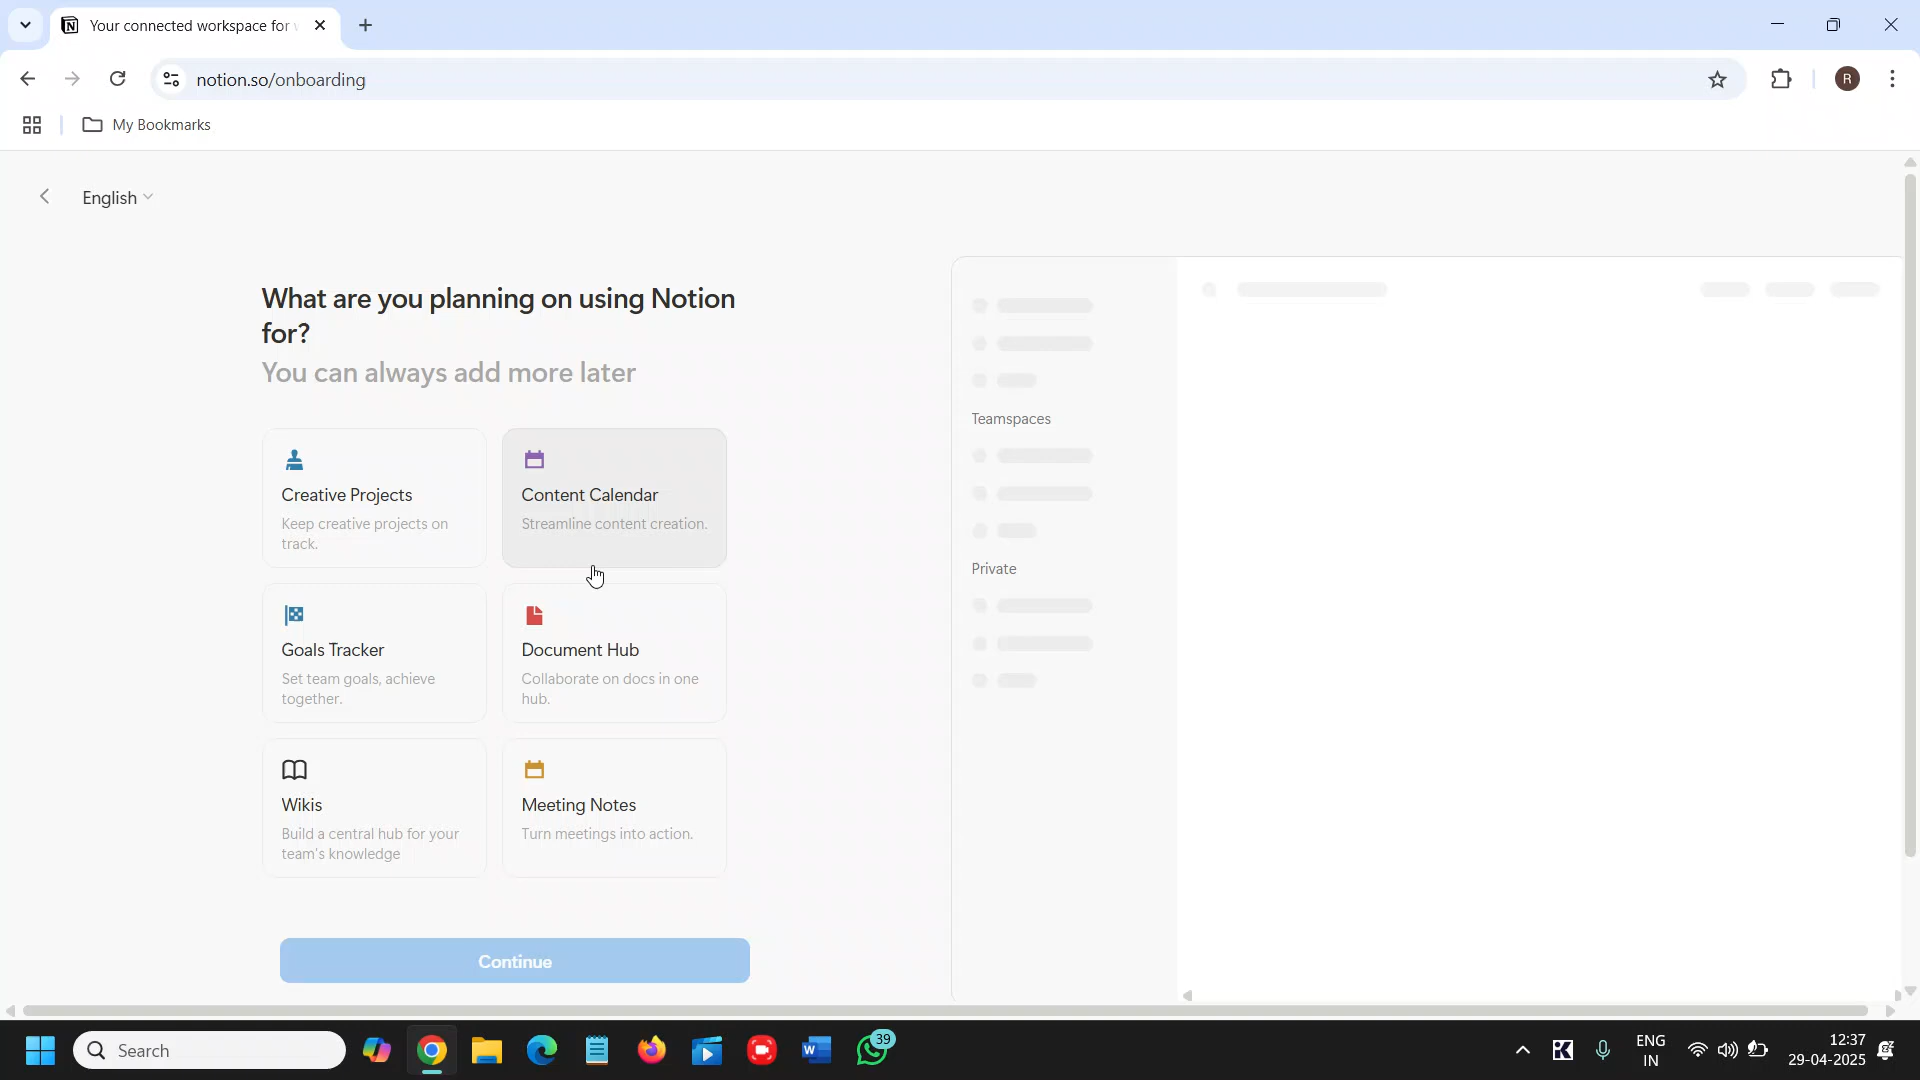 Your connected workspace for
notion.so/onboarding
R
My Bookmarks
English
What are you planning on using Notion
for?
You can always add more later
Creative Projects
Keep creative projects on
track.
Content Calendar
Streamline content creation.
Goals Tracker
Set team goals, achieve
together.
Document Hub
Collaborate on docs in one
hub.
Wikis
Build a central hub for your
team's knowledge
Meeting Notes
Turn meetings into action.
Continue
Teamspaces
Private
Search
39
ENG
IN
12:37
29-04-2025